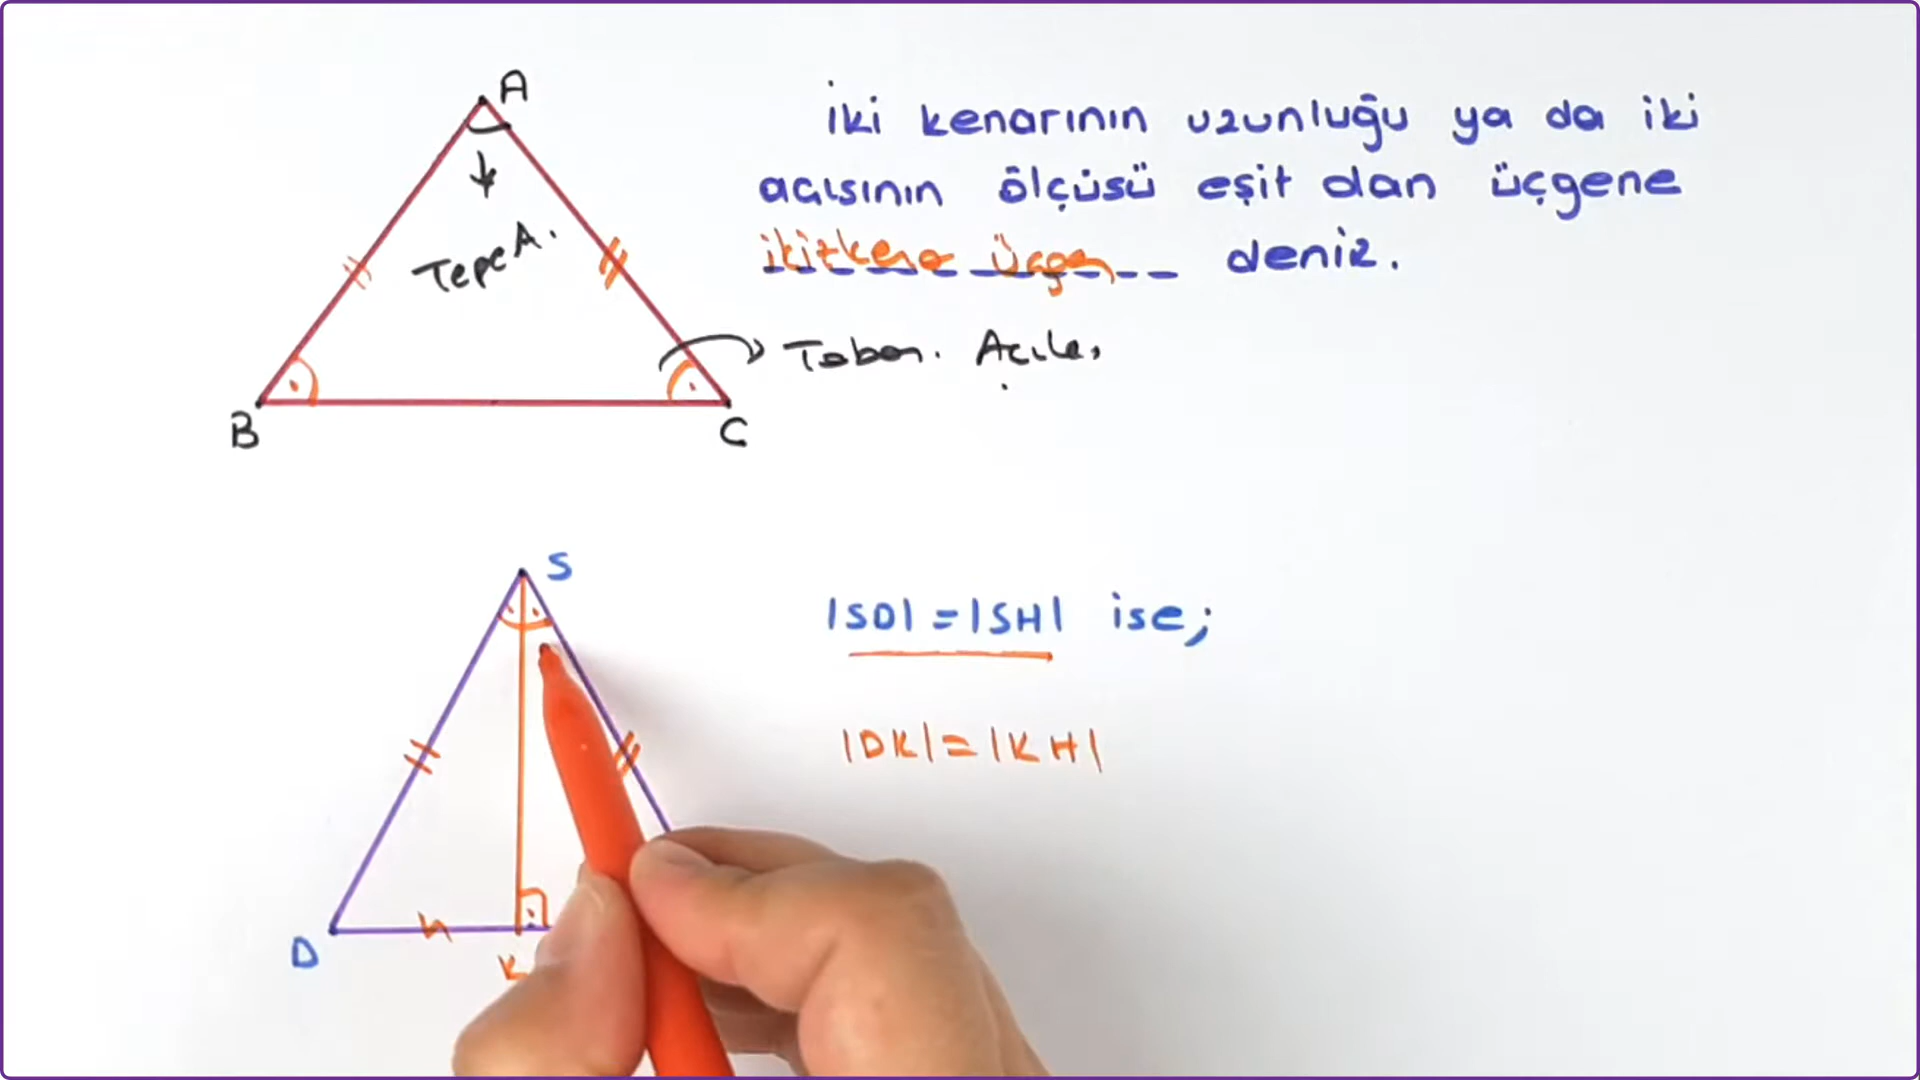 A
İki kenarının uzunluğu ya da iki
açısının ölçüsü eşit olan üçgene
ikizkenar üçgen denir.
Tepe A.
Taban. Açıla,
B
C
S
|SD| = |SH| ise;
|DK| = |KH|
D
K